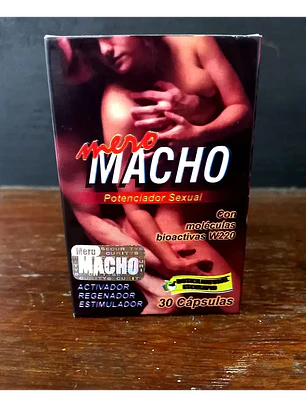 mero
MACHO
Potenciador Sexual
Con
moléculas
bioactivas W220
Mero
MACHO
ACTIVADOR
REGENADOR
ESTIMULADOR
30 Cápsulas